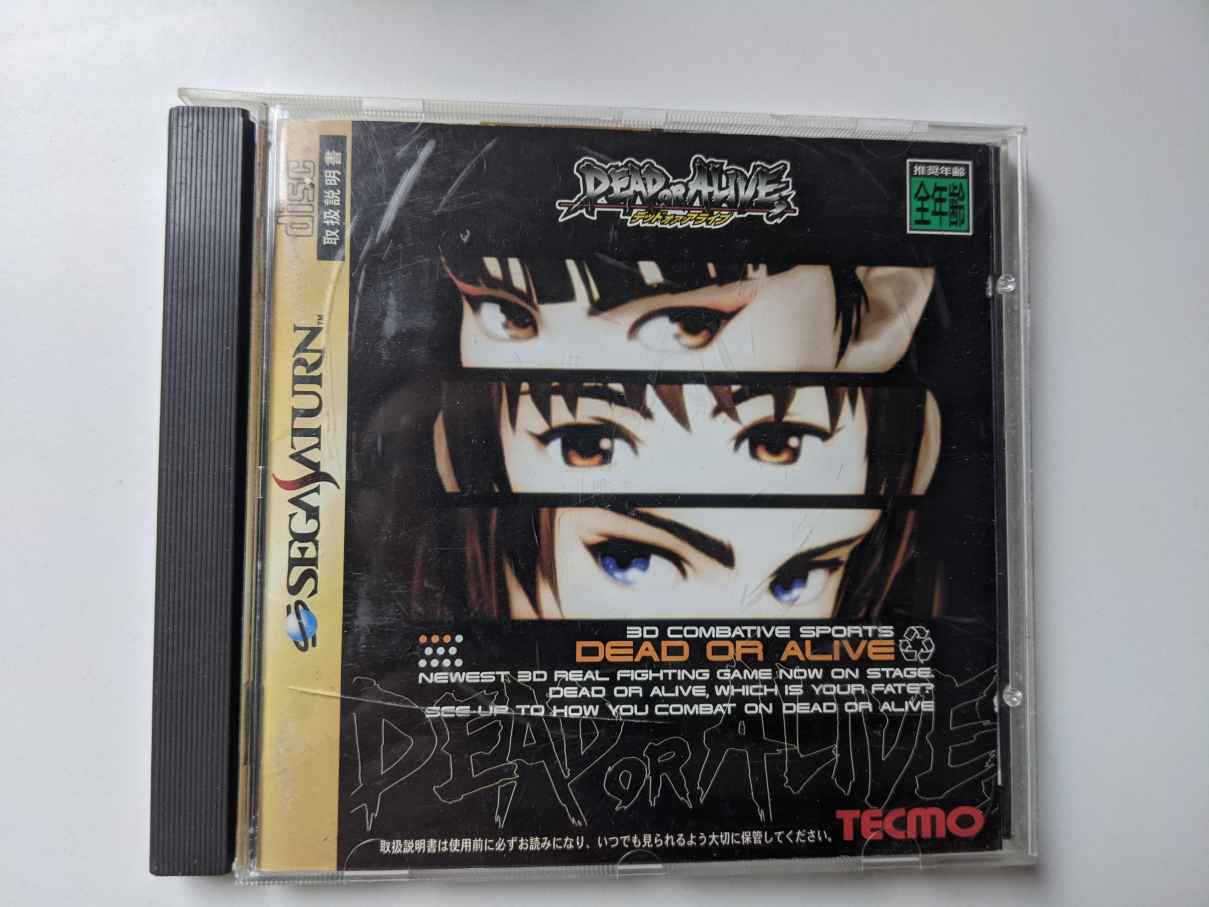 DISC
取扱説明書
SEGA SATURN™
DEAD OR ALIVE
デッド オア アライブ
推奨年齢
全年齢
3D COMBATIVE SPORTS
DEAD OR ALIVE
NEWEST 3D REAL FIGHTING GAME NOW ON STAGE.
DEAD OR ALIVE, WHICH IS YOUR FATE?
SEE UP TO HOW YOU COMBAT ON DEAD OR ALIVE
DEAD OR ALIVE
TECMO
取扱説明書は使用前に必ずお読みになり、いつでも見られるよう大切に保管してください。